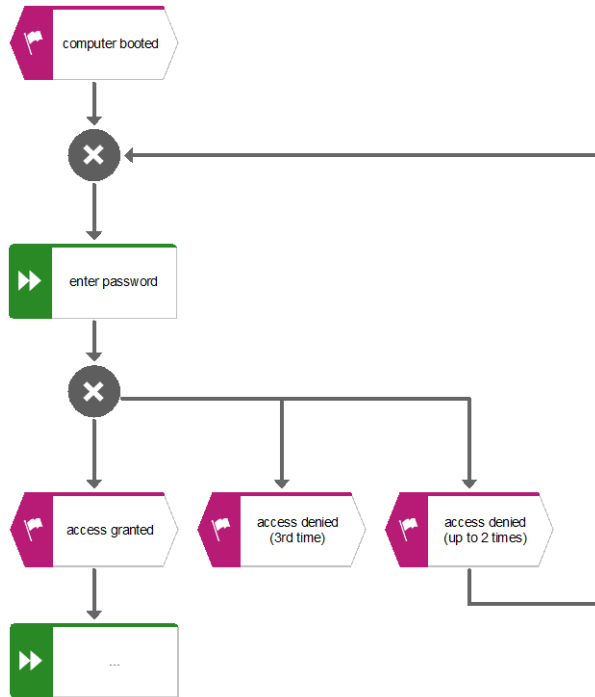 computer booted
enter password
access granted
access denied
(3rd time)
access denied
(up to 2 times)
...